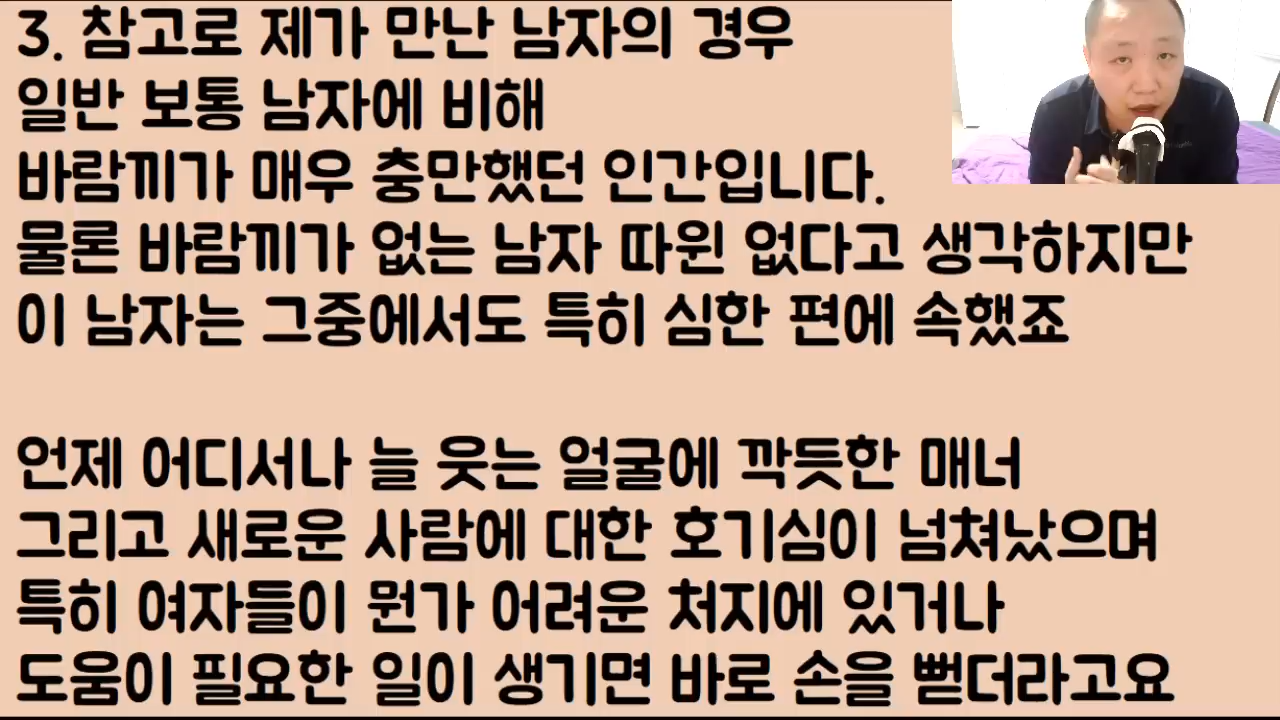 3. 참고로 제가 만난 남자의 경우
일반 보통 남자에 비해
바람끼가 매우 충만했던 인간입니다.
물론 바람끼가 없는 남자 따윈 없다고 생각하지만
이 남자는 그중에서도 특히 심한 편에 속했죠
언제 어디서나 늘 웃는 얼굴에 깍듯한 매너
그리고 새로운 사람에 대한 호기심이 넘쳐났으며
특히 여자들이 뭔가 어려운 처지에 있거나
도움이 필요한 일이 생기면 바로 손을 뻗더라고요